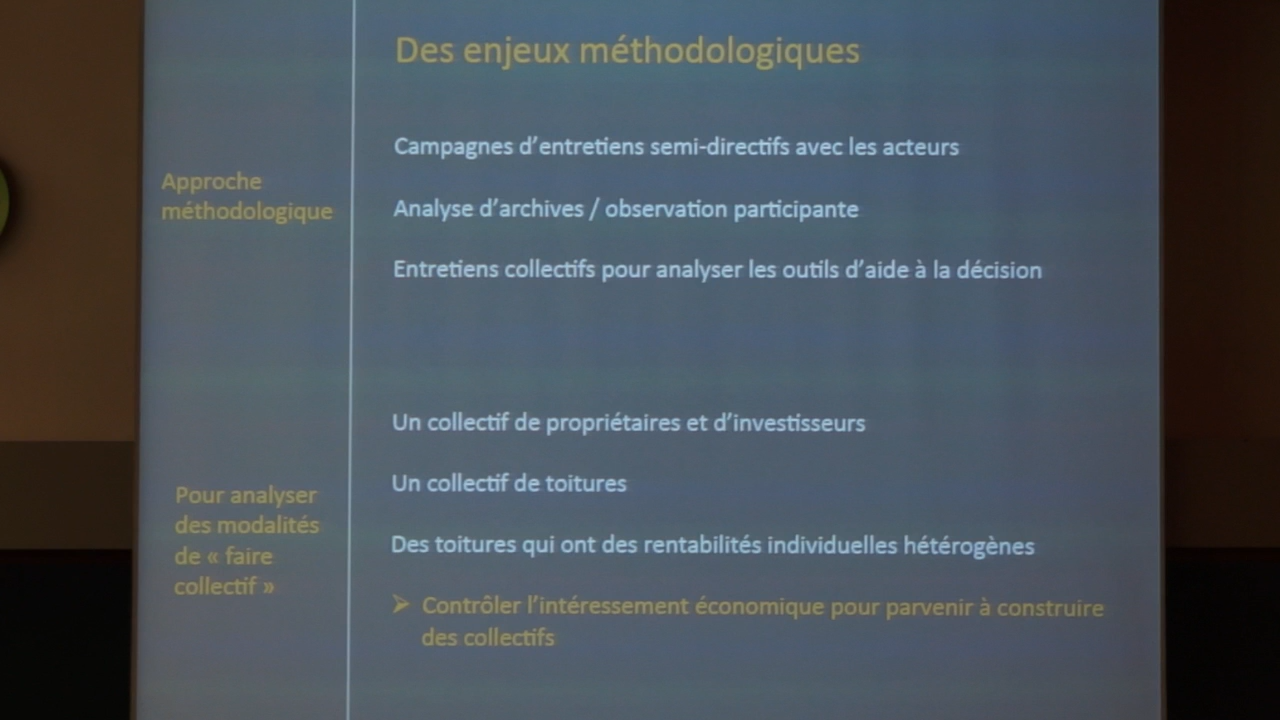 Des enjeux méthodologiques
Approche
méthodologique
Campagnes d'entretiens semi-directifs avec les acteurs
Analyse d'archives / observation participante
Entretiens collectifs pour analyser les outils d'aide à la décision
Pour analyser
des modalités
de « faire
collectif »
Un collectif de propriétaires et d'investisseurs
Un collectif de toitures
Des toitures qui ont des rentabilités individuelles hétérogènes
➤ Contrôler l'intéressement économique pour parvenir à construire
des collectifs